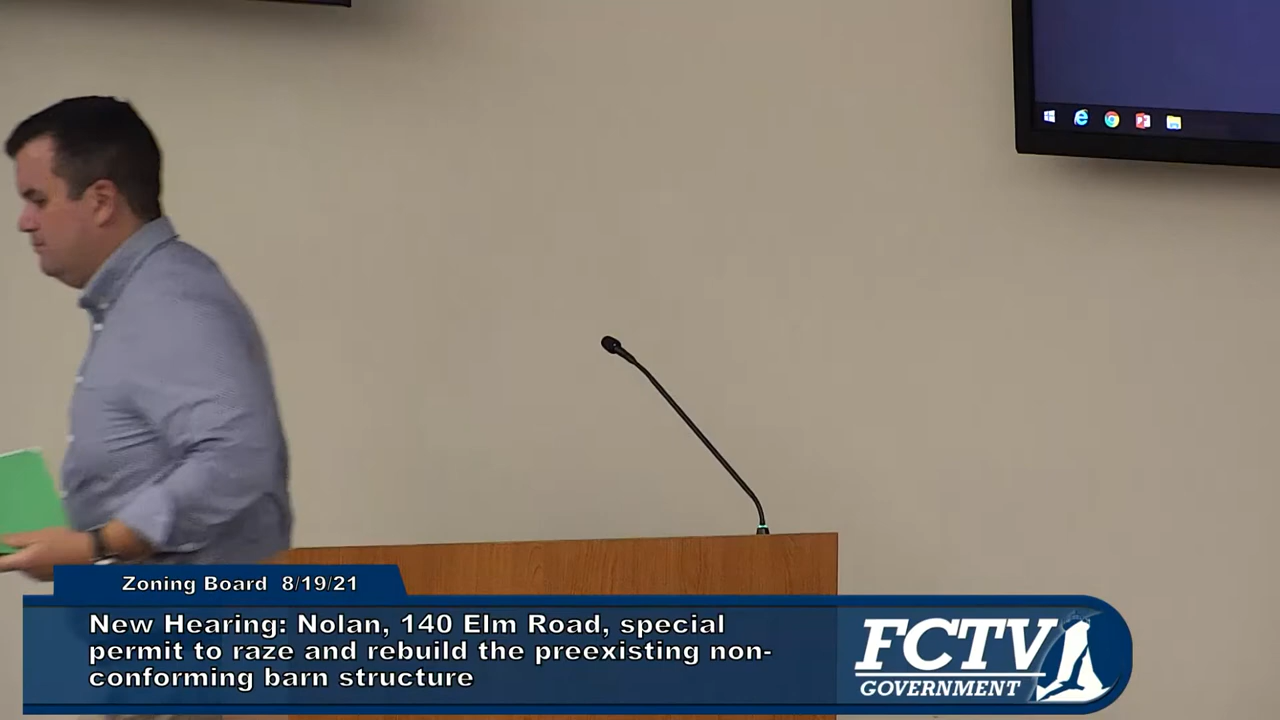 Zoning Board 8/19/21
New Hearing: Nolan, 140 Elm Road, special
permit to raze and rebuild the preexisting non-
conforming barn structure
FCTV
GOVERNMENT